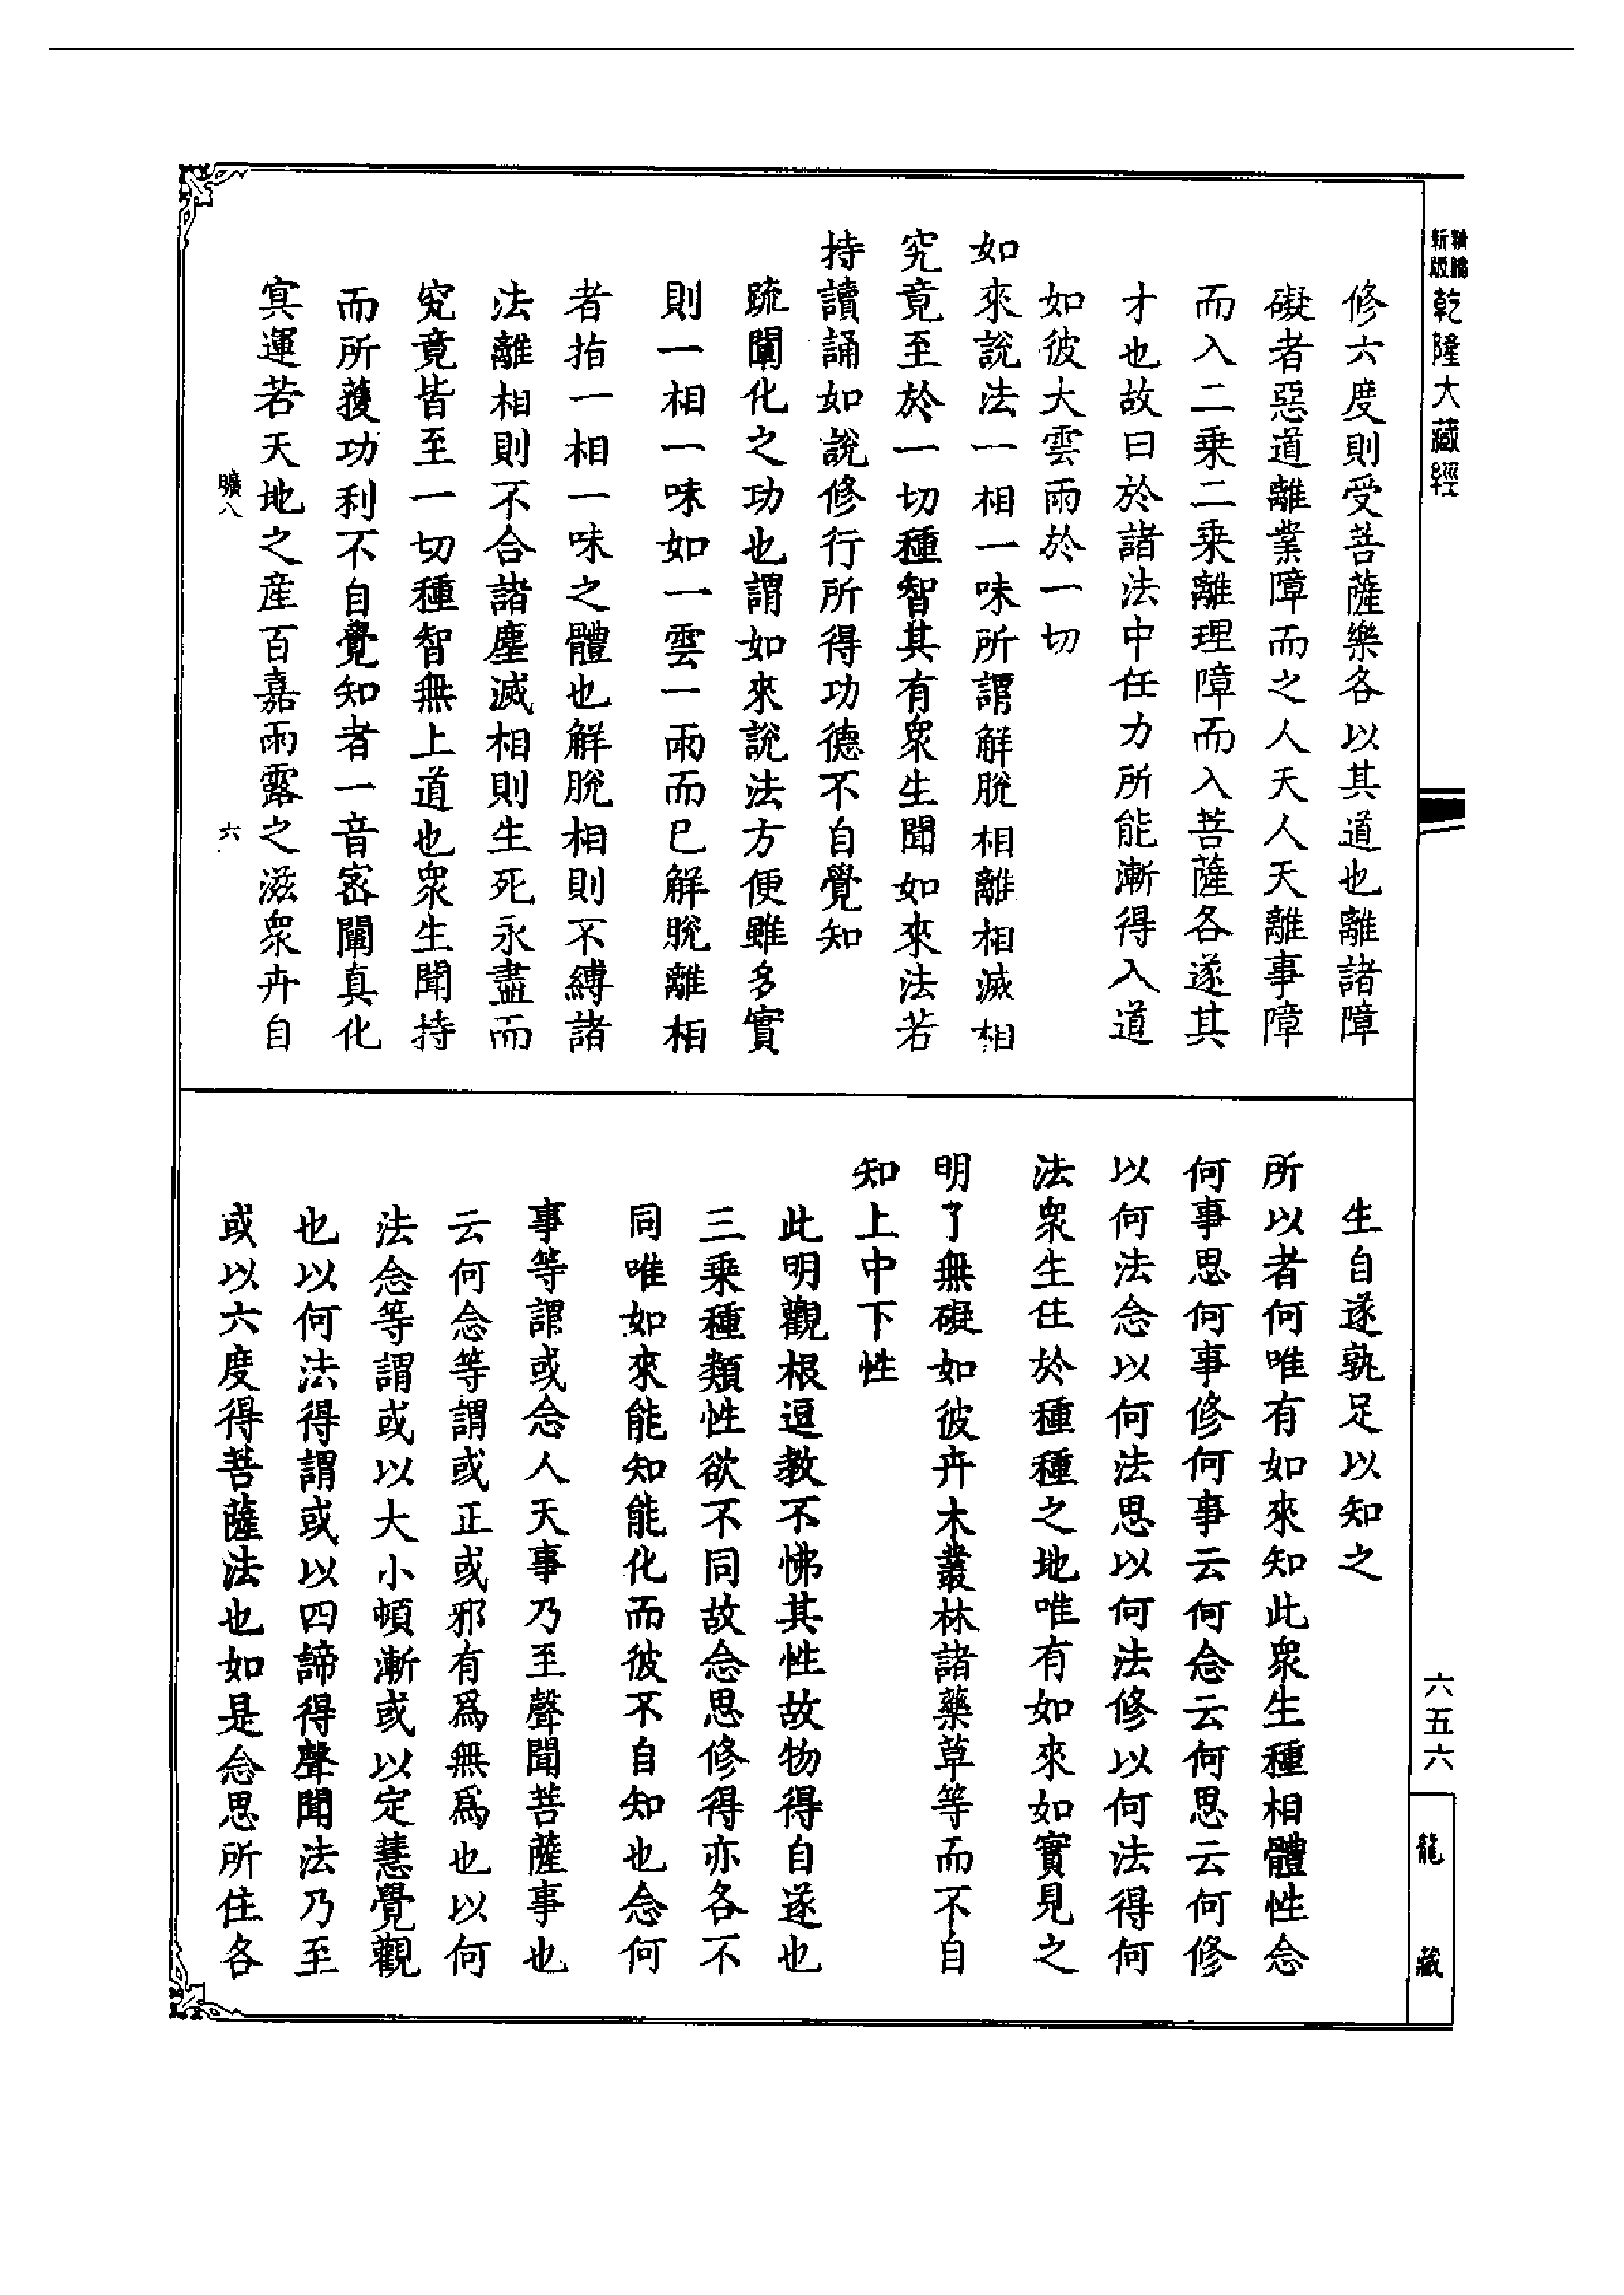 新版
精縮
乾隆大藏經
修六度則受菩薩樂各以其道也離諸障
礙者惡道離業障而之人天人天離事障
而入二乘二乘離理障而入菩薩各遂其
才也故曰於諸法中任力所能漸得入道
如彼大雲雨於一切
如來說法一相一味所謂解脫相離相滅相
究竟至於一切種智其有衆生聞如來法若
持讀誦如說修行所得功德不自覺知
疏闡化之功也謂如來說法方便雖多實
則一相一味如一雲一雨而已解脫離相
者指一相一味之體也解脫相則不縛諸
法離相則不合諸塵滅相則生死永盡而
究竟皆至一切種智無上道也衆生聞持
而所獲功利不自覺知者一音密闡真化
寘運若天地之產百嘉雨露之滋衆卉自
曠八
六
生自遂孰足以知之
所以者何唯有如來知此衆生種相體性念
何事思何事修何事云何念云何思云何修
以何法念以何法思以何法修以何法得何
法衆生住於種種之地唯有如來如實見之
明了無礙如彼卉木叢林諸藥草等而不自
知上中下性
此明觀根逗教不怫其性故物得自遂也
三乘種類性欲不同故念思修得亦各不
同唯如來能知能化而彼不自知也念何
事等謂或念人天事乃至聲聞菩薩事也
云何念等謂或正或邪有爲無爲也以何
法念等謂或以大小頓漸或以定慧覺觀
也以何法得謂或以四諦得聲聞法乃至
或以六度得菩薩法也如是念思所住各
六五六
龍藏